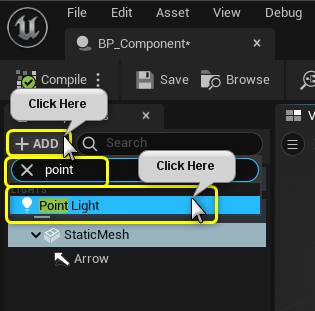 File Edit Asset View Debug
BP_Component*
Compile Save Browse
Click Here
+ ADD Search
point
Click Here
LIGHTS
Point Light
StaticMesh
Arrow